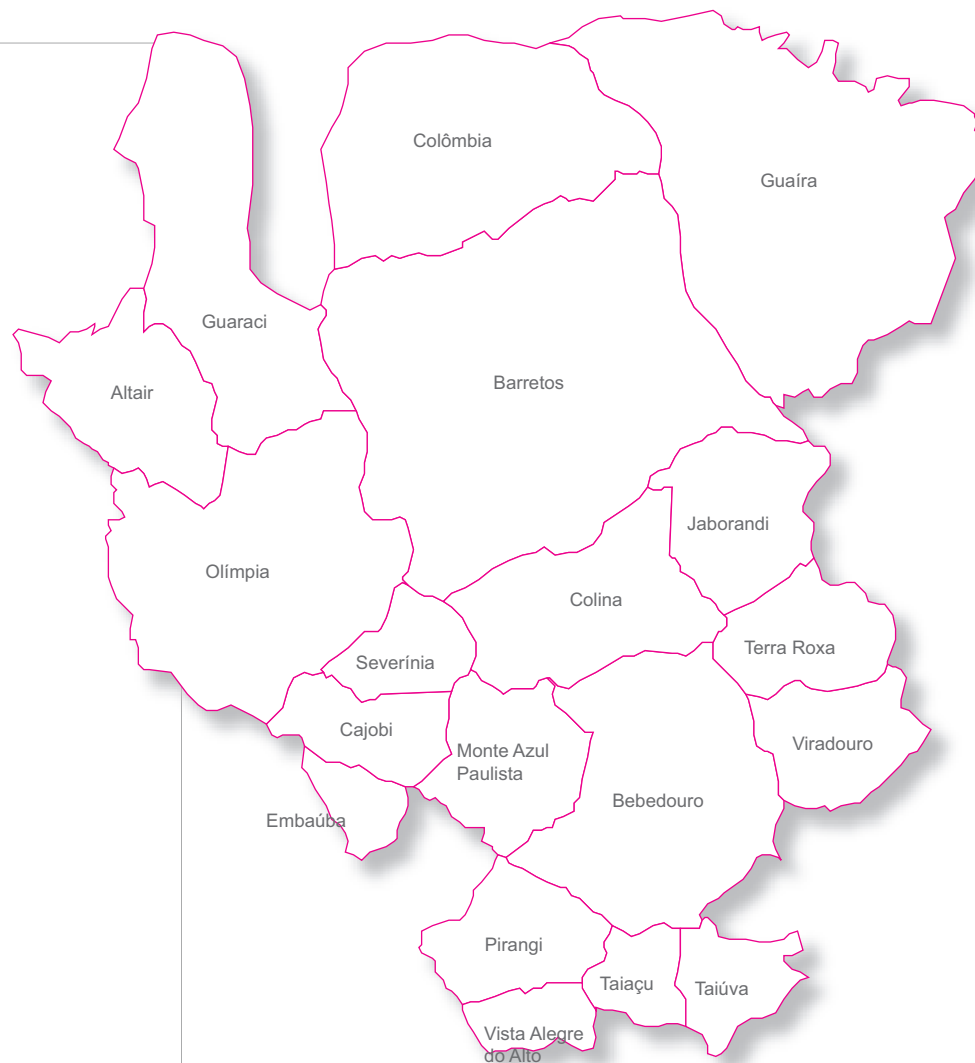 Colômbia
Guaíra
Guaraci
Barretos
Altair
Jaborandi
Olímpia
Colina
Terra Roxa
Severínia
Cajobi
Viradouro
Monte Azul
Paulista
Bebedouro
Embaúba
Pirangi
Taiaçu
Taiúva
Vista Alegre
do Alto